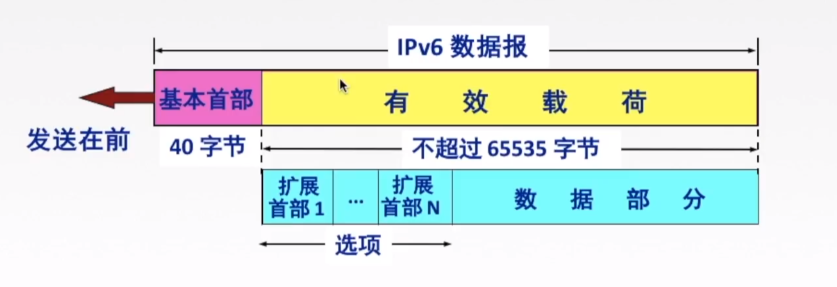 IPv6 数据报
基本首部
有 效 载 荷
发送在前
40 字节
不超过 65535 字节
扩展
首部 1
...
扩展
首部 N
数 据 部 分
选项